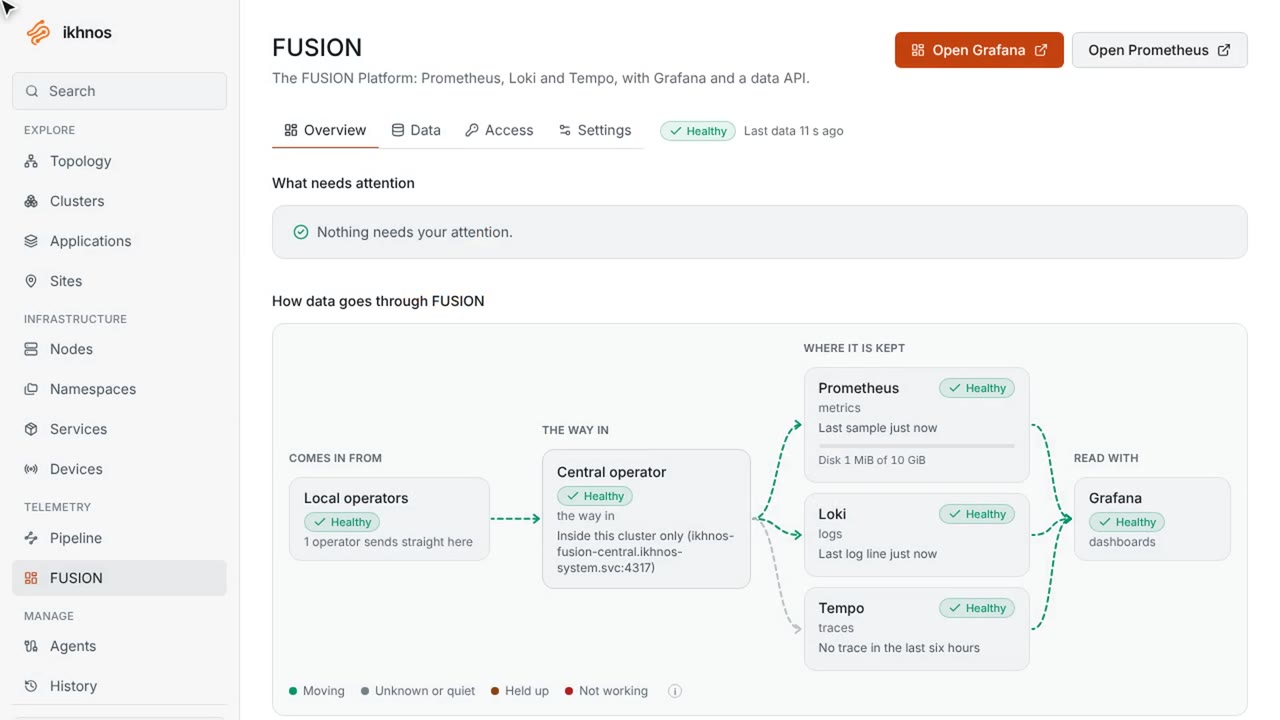 ikhnos
Search
EXPLORE
Topology
Clusters
Applications
Sites
INFRASTRUCTURE
Nodes
Namespaces
Services
Devices
TELEMETRY
Pipeline
FUSION
MANAGE
Agents
History
FUSION
The FUSION Platform: Prometheus, Loki and Tempo, with Grafana and a data API.
Open Grafana
Open Prometheus
Overview
Data
Access
Settings
Healthy
Last data 11 s ago
What needs attention
Nothing needs your attention.
How data goes through FUSION
COMES IN FROM
Local operators
Healthy
1 operator sends straight here
THE WAY IN
Central operator
Healthy
the way in
Inside this cluster only (ikhnos-
fusion-central.ikhnos-
system.svc:4317)
WHERE IT IS KEPT
Prometheus
Healthy
metrics
Last sample just now
Disk 1 MiB of 10 GiB
Loki
Healthy
logs
Last log line just now
Tempo
Healthy
traces
No trace in the last six hours
READ WITH
Grafana
Healthy
dashboards
Moving
Unknown or quiet
Held up
Not working